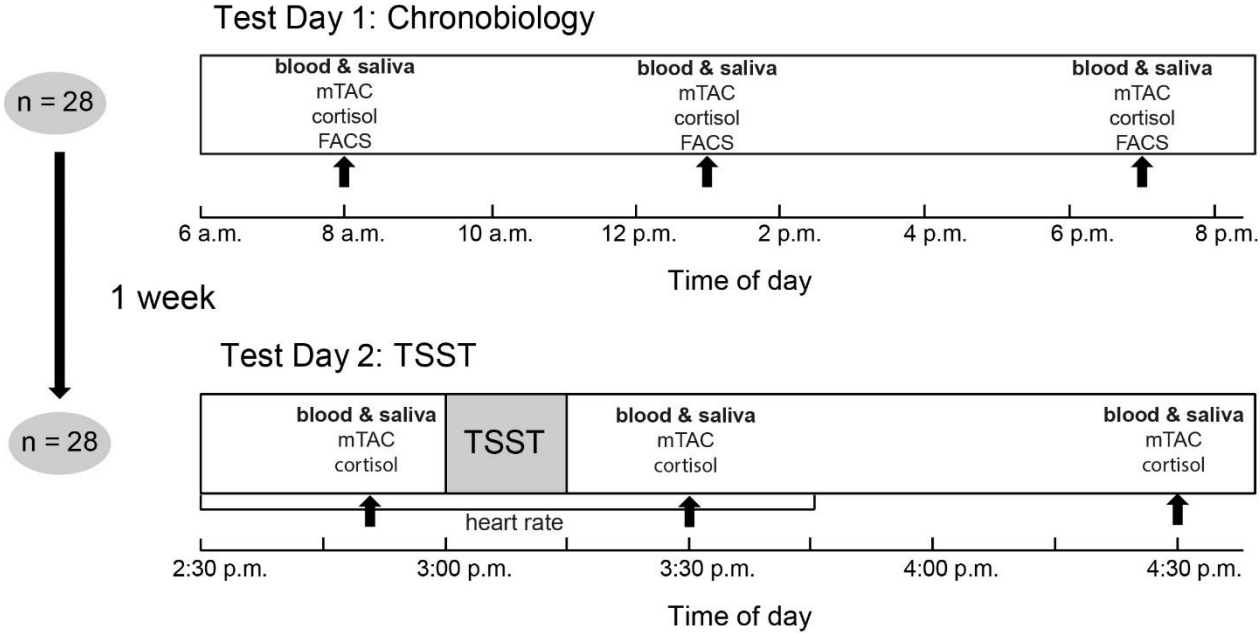 Test Day 1: Chronobiology
n = 28
blood & saliva
mTAC
cortisol
FACS
blood & saliva
mTAC
cortisol
FACS
blood & saliva
mTAC
cortisol
FACS
6 a.m. 8 a.m. 10 a.m. 12 p.m. 2 p.m. 4 p.m. 6 p.m. 8 p.m.
Time of day
1 week
Test Day 2: TSST
n = 28
blood & saliva
mTAC
cortisol
TSST
blood & saliva
mTAC
cortisol
blood & saliva
mTAC
cortisol
heart rate
2:30 p.m. 3:00 p.m. 3:30 p.m. 4:00 p.m. 4:30 p.m.
Time of day